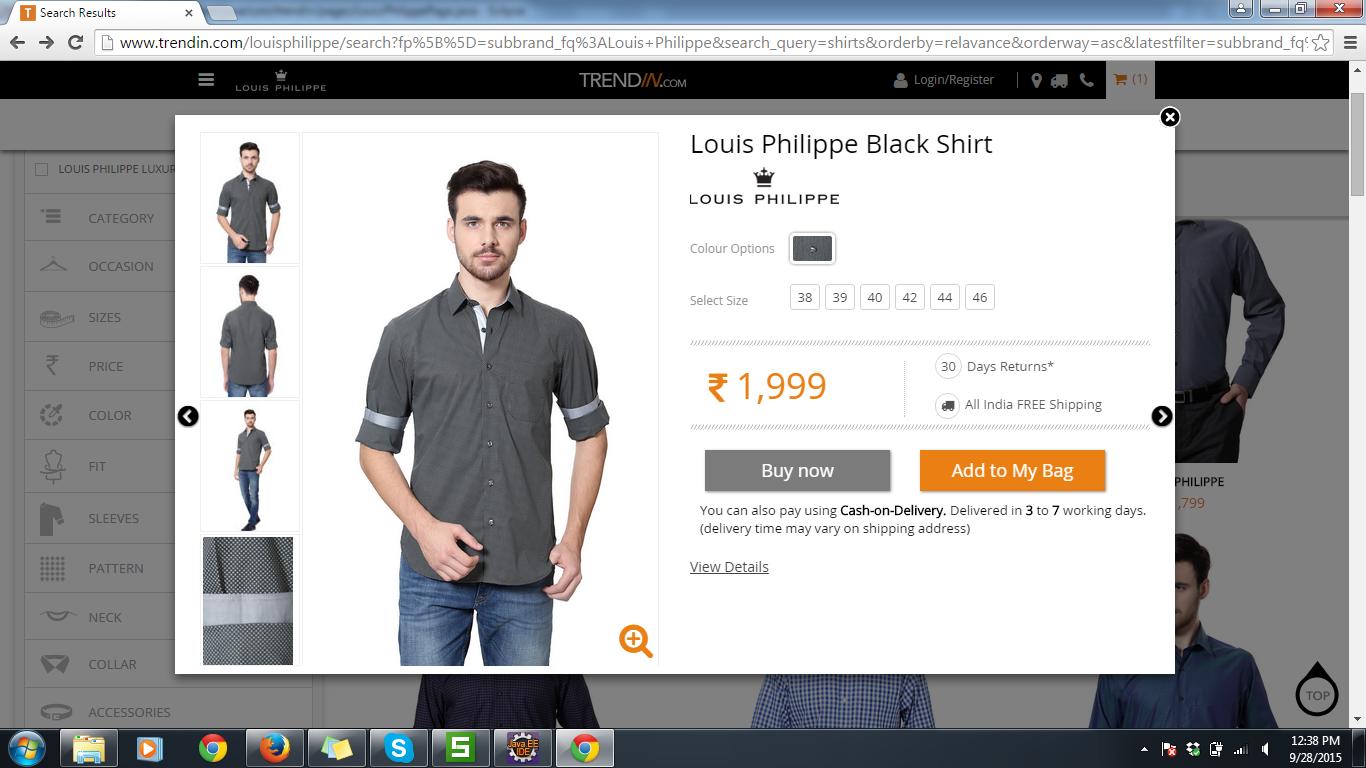 Search Results
www.trendin.com/louisphilippe/search?fp%5B%5D=subbrand_fq%3ALouis+Philippe&search_query=shirts&orderby=relavance&orderway=asc&latestfilter=subbrand_fq%
LOUIS PHILIPPE
TRENDIN.COM
Login/Register
(1)
LOUIS PHILIPPE LUXUR
CATEGORY
OCCASION
SIZES
PRICE
COLOR
FIT
SLEEVES
PATTERN
NECK
COLLAR
ACCESSORIES
Louis Philippe Black Shirt
LOUIS PHILIPPE
Colour Options
Select Size 38 39 40 42 44 46
₹ 1,999
30 Days Returns*
All India FREE Shipping
Buy now Add to My Bag
You can also pay using Cash-on-Delivery. Delivered in 3 to 7 working days.
(delivery time may vary on shipping address)
View Details
PHILIPPE
,799
TOP
S
Java EE
IDE
12:38 PM
9/28/2015